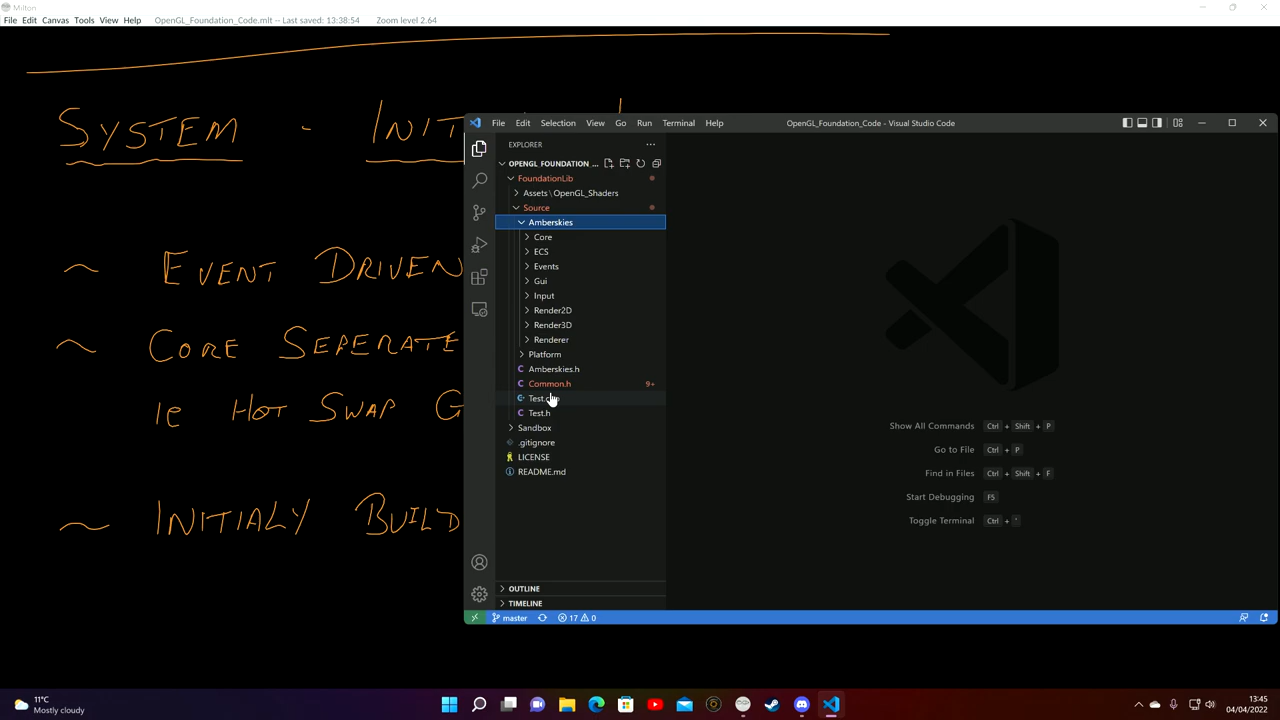 Milton
File Edit Canvas Tools View Help OpenGL_Foundation_Code.mlt -- Last saved: 13:38:54 Zoom level 2.64
SYSTEM - INIT
~ EVENT DRIVEN
~ CORE SEPERATE
IE HOT SWAP G
~ INITIALY BUILD
File Edit Selection View Go Run Terminal Help OpenGL_Foundation_Code - Visual Studio Code
EXPLORER
OPENGL_FOUNDATION ...
FoundationLib
Assets\OpenGL_Shaders
Source
Amberskies
Core
ECS
Events
Gui
Input
Render2D
Render3D
Renderer
Platform
C Amberskies.h
C Common.h 9+
C Test.h
Sandbox
.gitignore
LICENSE
README.md
OUTLINE
TIMELINE
Show All Commands Ctrl + Shift + P
Go to File Ctrl + P
Find in Files Ctrl + Shift + F
Start Debugging F5
Toggle Terminal Ctrl + '
master 17 0
11°C
Mostly cloudy
13:45
04/04/2022